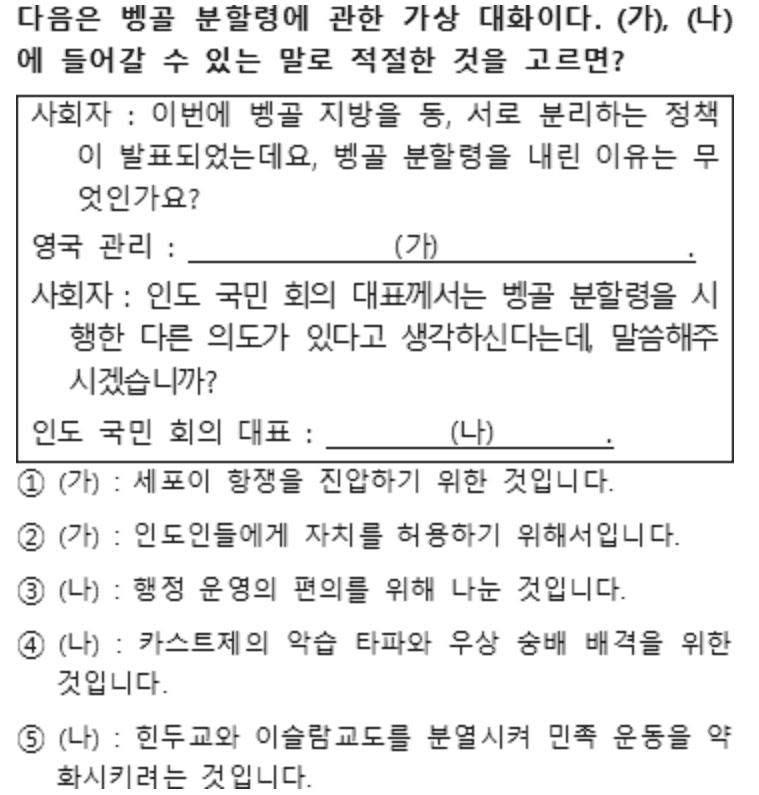 다음은 벵골 분할령에 관한 가상 대화이다. (가), (나)
에 들어갈 수 있는 말로 적절한 것을 고르면?
사회자 : 이번에 벵골 지방을 동, 서로 분리하는 정책
이 발표되었는데요, 벵골 분할령을 내린 이유는 무
엇인가요?
영국 관리 : (가) .
사회자 : 인도 국민 회의 대표께서는 벵골 분할령을 시
행한 다른 의도가 있다고 생각하신다는데, 말씀해주
시겠습니까?
인도 국민 회의 대표 : (나) .
① (가) : 세포이 항쟁을 진압하기 위한 것입니다.
② (가) : 인도인들에게 자치를 허용하기 위해서입니다.
③ (나) : 행정 운영의 편의를 위해 나눈 것입니다.
④ (나) : 카스트제의 악습 타파와 우상 숭배 배격을 위한
것입니다.
⑤ (나) : 힌두교와 이슬람교도를 분열시켜 민족 운동을 약
화시키려는 것입니다.